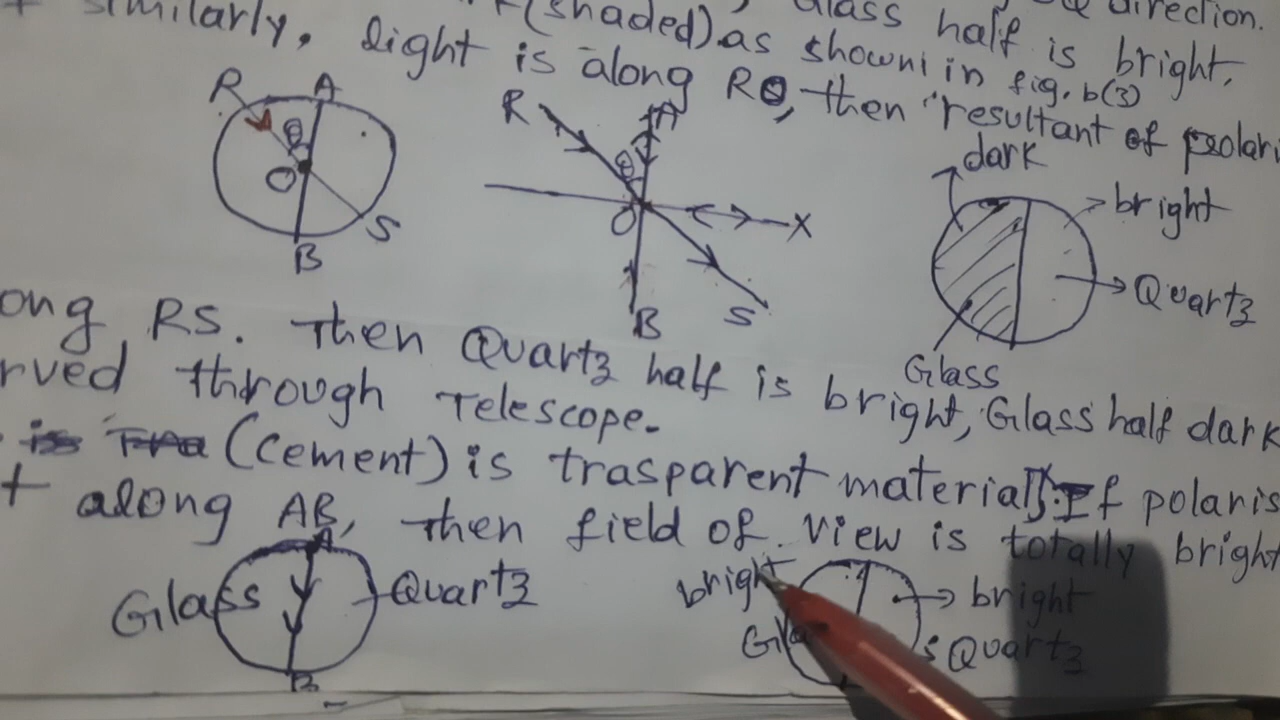 similarly, (shaded).as shown in fig. b(3) Glass half is bright.
light is along RO, then resultant of
R A dark
θ R A bright
O θ
S O X Quartz
B B S
Glass
ong RS. Then Quartz half is bright, Glass half dark
rved through Telescope.
(cement) is trasparent material). If polaris
t along AB, then field of view is totally bright
A bright
Glass Quartz bright
Gla Quartz
B